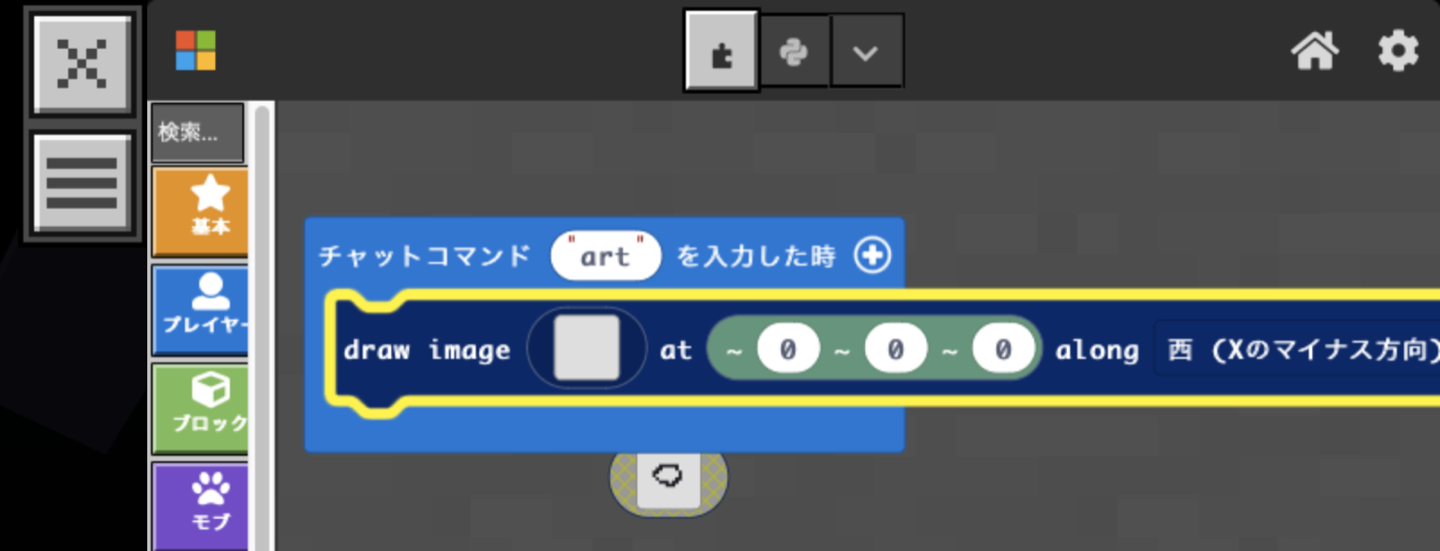 検索...
基本
プレイヤー
ブロック
モブ
チャットコマンド "art" を入力した時
draw image at ~ 0 ~ 0 ~ 0 along 西 (Xのマイナス方向)